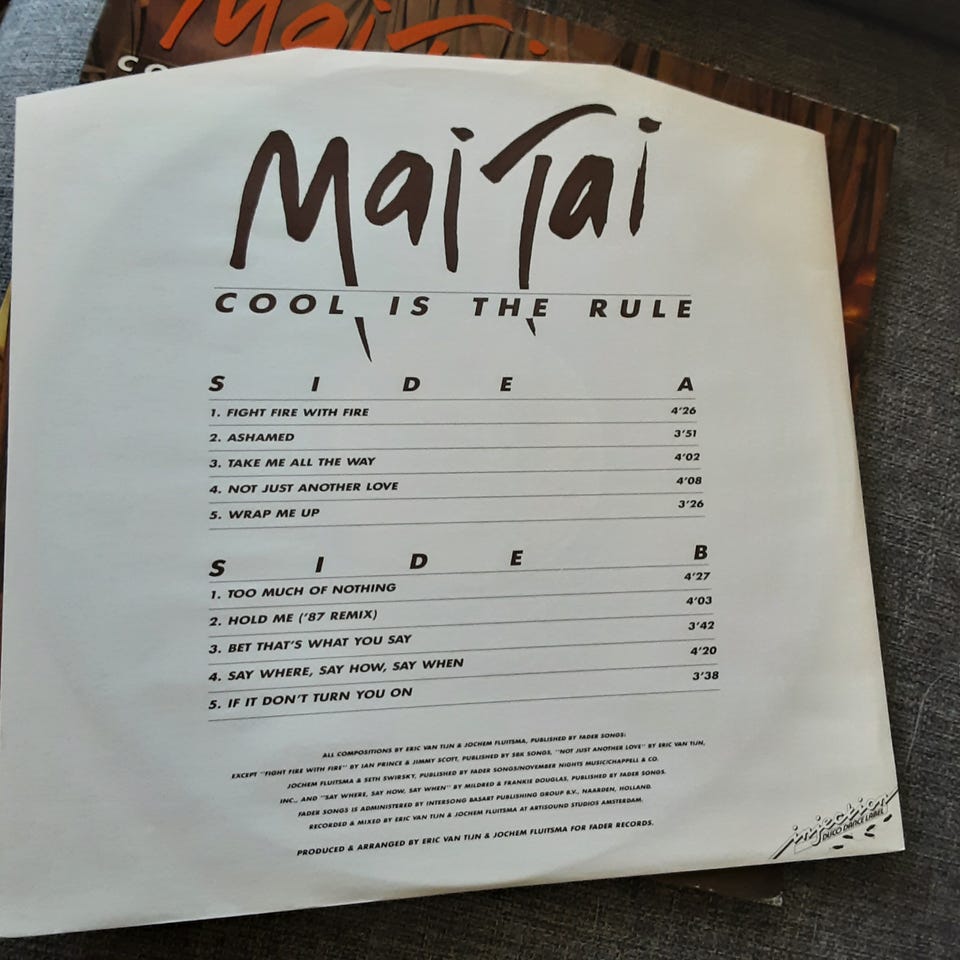 Mai Tai
CO
Mai Tai
COOL IS THE RULE
SIDE A
1. FIGHT FIRE WITH FIRE 4'26
2. ASHAMED 3'51
3. TAKE ME ALL THE WAY 4'02
4. NOT JUST ANOTHER LOVE 4'08
5. WRAP ME UP 3'26
SIDE B
1. TOO MUCH OF NOTHING 4'27
2. HOLD ME ('87 REMIX) 4'03
3. BET THAT'S WHAT YOU SAY 3'42
4. SAY WHERE, SAY HOW, SAY WHEN 4'20
5. IF IT DON'T TURN YOU ON 3'38
ALL COMPOSITIONS BY ERIC VAN TIJN & JOCHEM FLUITSMA, PUBLISHED BY FADER SONGS;
EXCEPT "FIGHT FIRE WITH FIRE" BY IAN PRINCE & JIMMY SCOTT, PUBLISHED BY SBK SONGS, "NOT JUST ANOTHER LOVE" BY ERIC VAN TIJN,
JOCHEM FLUITSMA & SETH SWIRSKY, PUBLISHED BY FADER SONGS/NOVEMBER NIGHTS MUSIC/CHAPPELL & CO.
INC., AND "SAY WHERE, SAY HOW, SAY WHEN" BY MILDRED & FRANKIE DOUGLAS, PUBLISHED BY FADER SONGS.
FADER SONGS IS ADMINISTERED BY INTERSONG BASART PUBLISHING GROUP B.V., NAARDEN, HOLLAND.
RECORDED & MIXED BY ERIC VAN TIJN & JOCHEM FLUITSMA AT ARTISOUND STUDIOS AMSTERDAM.
PRODUCED & ARRANGED BY ERIC VAN TIJN & JOCHEM FLUITSMA FOR FADER RECORDS.
injection
DISCO DANCE LABEL